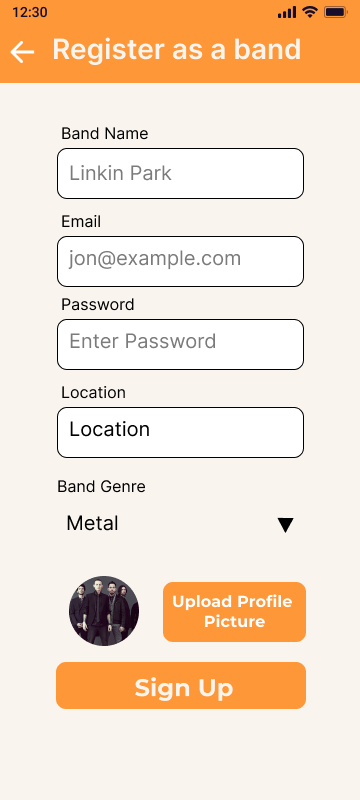 12:30
Register as a band
Band Name
Linkin Park
Email
jon@example.com
Password
Enter Password
Location
Location
Band Genre
Metal
Upload Profile
Picture
Sign Up